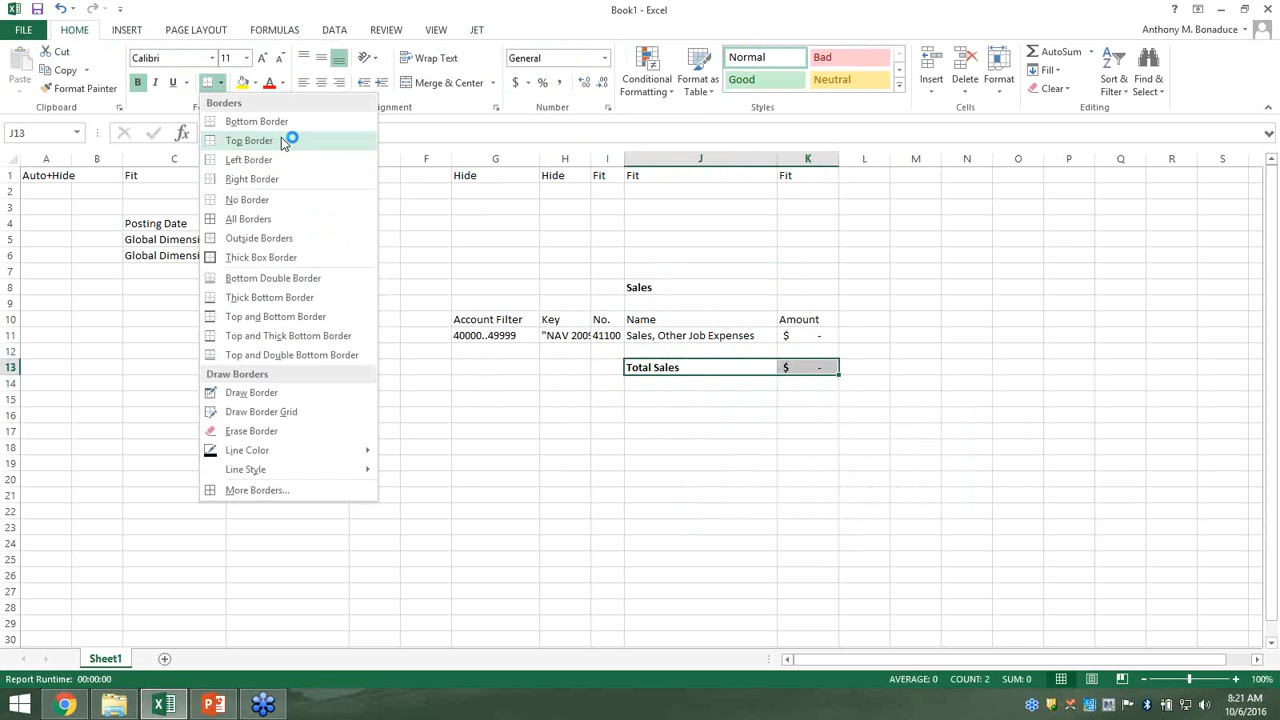 Book1 - Excel
FILE HOME INSERT PAGE LAYOUT FORMULAS DATA REVIEW VIEW JET Anthony M. Bonaduce
Paste
Cut
Copy
Format Painter
Clipboard
Calibri 11
B I U
Wrap Text
Merge & Center
General
$ % ,
Number
Conditional Formatting
Format as Table
Normal Bad
Good Neutral
Styles
Insert Delete Format
Cells
AutoSum
Fill
Clear
Sort & Filter
Find & Select
Editing
J13 fx
A B C F G H I J K L M N O P Q R S
1 Auto+Hide Fit Hide Hide Fit Fit Fit
2
3
4 Posting Date
5 Global Dimensi
6 Global Dimensi
7
8 Sales
9
10 Account Filter Key No. Name Amount
11 40000..49999 "NAV 2009 41100 Sales, Other Job Expenses $ -
12
13 Total Sales $ -
14
15
16
17
18
19
20
21
22
23
24
25
26
27
28
29
30
Borders
Bottom Border
Top Border
Left Border
Right Border
No Border
All Borders
Outside Borders
Thick Box Border
Bottom Double Border
Thick Bottom Border
Top and Bottom Border
Top and Thick Bottom Border
Top and Double Bottom Border
Draw Borders
Draw Border
Draw Border Grid
Erase Border
Line Color
Line Style
More Borders...
Sheet1
Report Runtime: 00:00:00 AVERAGE: 0 COUNT: 2 SUM: 0 100%
8:21 AM
10/6/2016